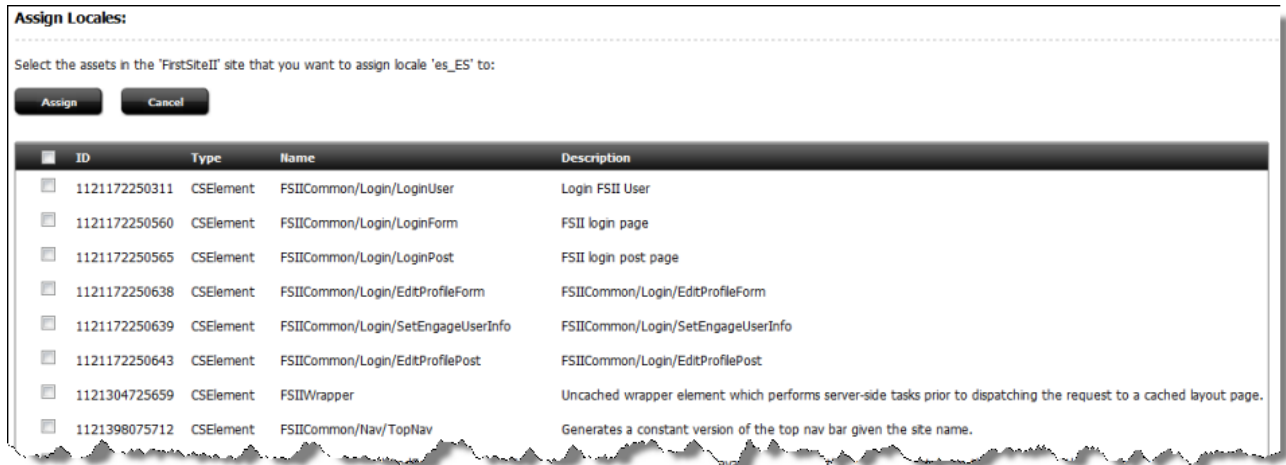 Assign Locales:
Select the assets in the 'FirstSiteII' site that you want to assign locale 'es_ES' to:
Assign Cancel
ID Type Name Description
1121172250311 CSElement FSIICommon/Login/LoginUser Login FSII User
1121172250560 CSElement FSIICommon/Login/LoginForm FSII login page
1121172250565 CSElement FSIICommon/Login/LoginPost FSII login post page
1121172250638 CSElement FSIICommon/Login/EditProfileForm FSIICommon/Login/EditProfileForm
1121172250639 CSElement FSIICommon/Login/SetEngageUserInfo FSIICommon/Login/SetEngageUserInfo
1121172250643 CSElement FSIICommon/Login/EditProfilePost FSIICommon/Login/EditProfilePost
1121304725659 CSElement FSIIWrapper Uncached wrapper element which performs server-side tasks prior to dispatching the request to a cached layout page.
1121398075712 CSElement FSIICommon/Nav/TopNav Generates a constant version of the top nav bar given the site name.